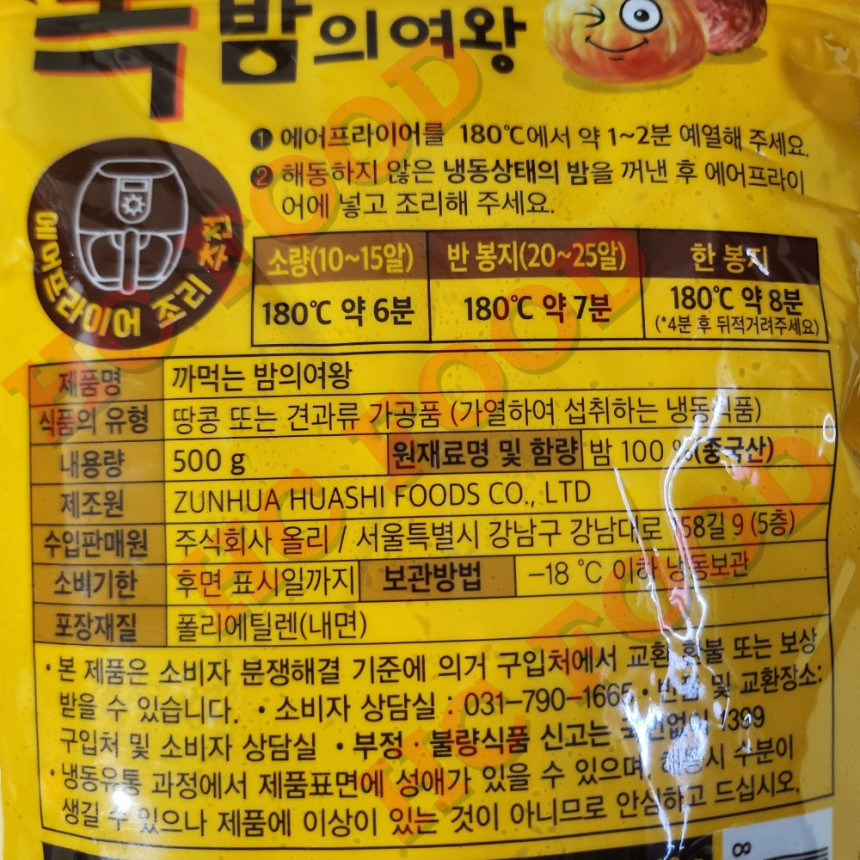 밤의여왕
① 에어프라이어를 180℃에서 약 1~2분 예열해 주세요.
② 해동하지 않은 냉동상태의 밤을 꺼낸 후 에어프라이
어에 넣고 조리해 주세요.
에어프라이어 조리 추천
소량(10~15알) 반 봉지(20~25알) 한 봉지
180℃ 약 6분 180℃ 약 7분 180℃ 약 8분
(*4분 후 뒤적거려주세요)
제품명 까먹는 밤의여왕
식품의 유형 땅콩 또는 견과류 가공품 (가열하여 섭취하는 냉동식품)
내용량 500 g 원재료명 및 함량 밤 100 %(중국산)
제조원 ZUNHUA HUASHI FOODS CO., LTD
수입판매원 주식회사 올리 / 서울특별시 강남구 강남대로 58길 9 (5층)
소비기한 후면 표시일까지 보관방법 -18 ℃ 이하 냉동보관
포장재질 폴리에틸렌(내면)
• 본 제품은 소비자 분쟁해결 기준에 의거 구입처에서 교환 환불 또는 보상
받을 수 있습니다. • 소비자 상담실 : 031-790-1665 • 반품 및 교환장소:
구입처 및 소비자 상담실 • 부정 · 불량식품 신고는 국번없이 1399
• 냉동유통 과정에서 제품표면에 성애가 있을 수 있으며, 해동시 수분이
생길 수 있으나 제품에 이상이 있는 것이 아니므로 안심하고 드십시오.
8
HC FOOD
HC FOOD
HC FOOD
HC FOOD